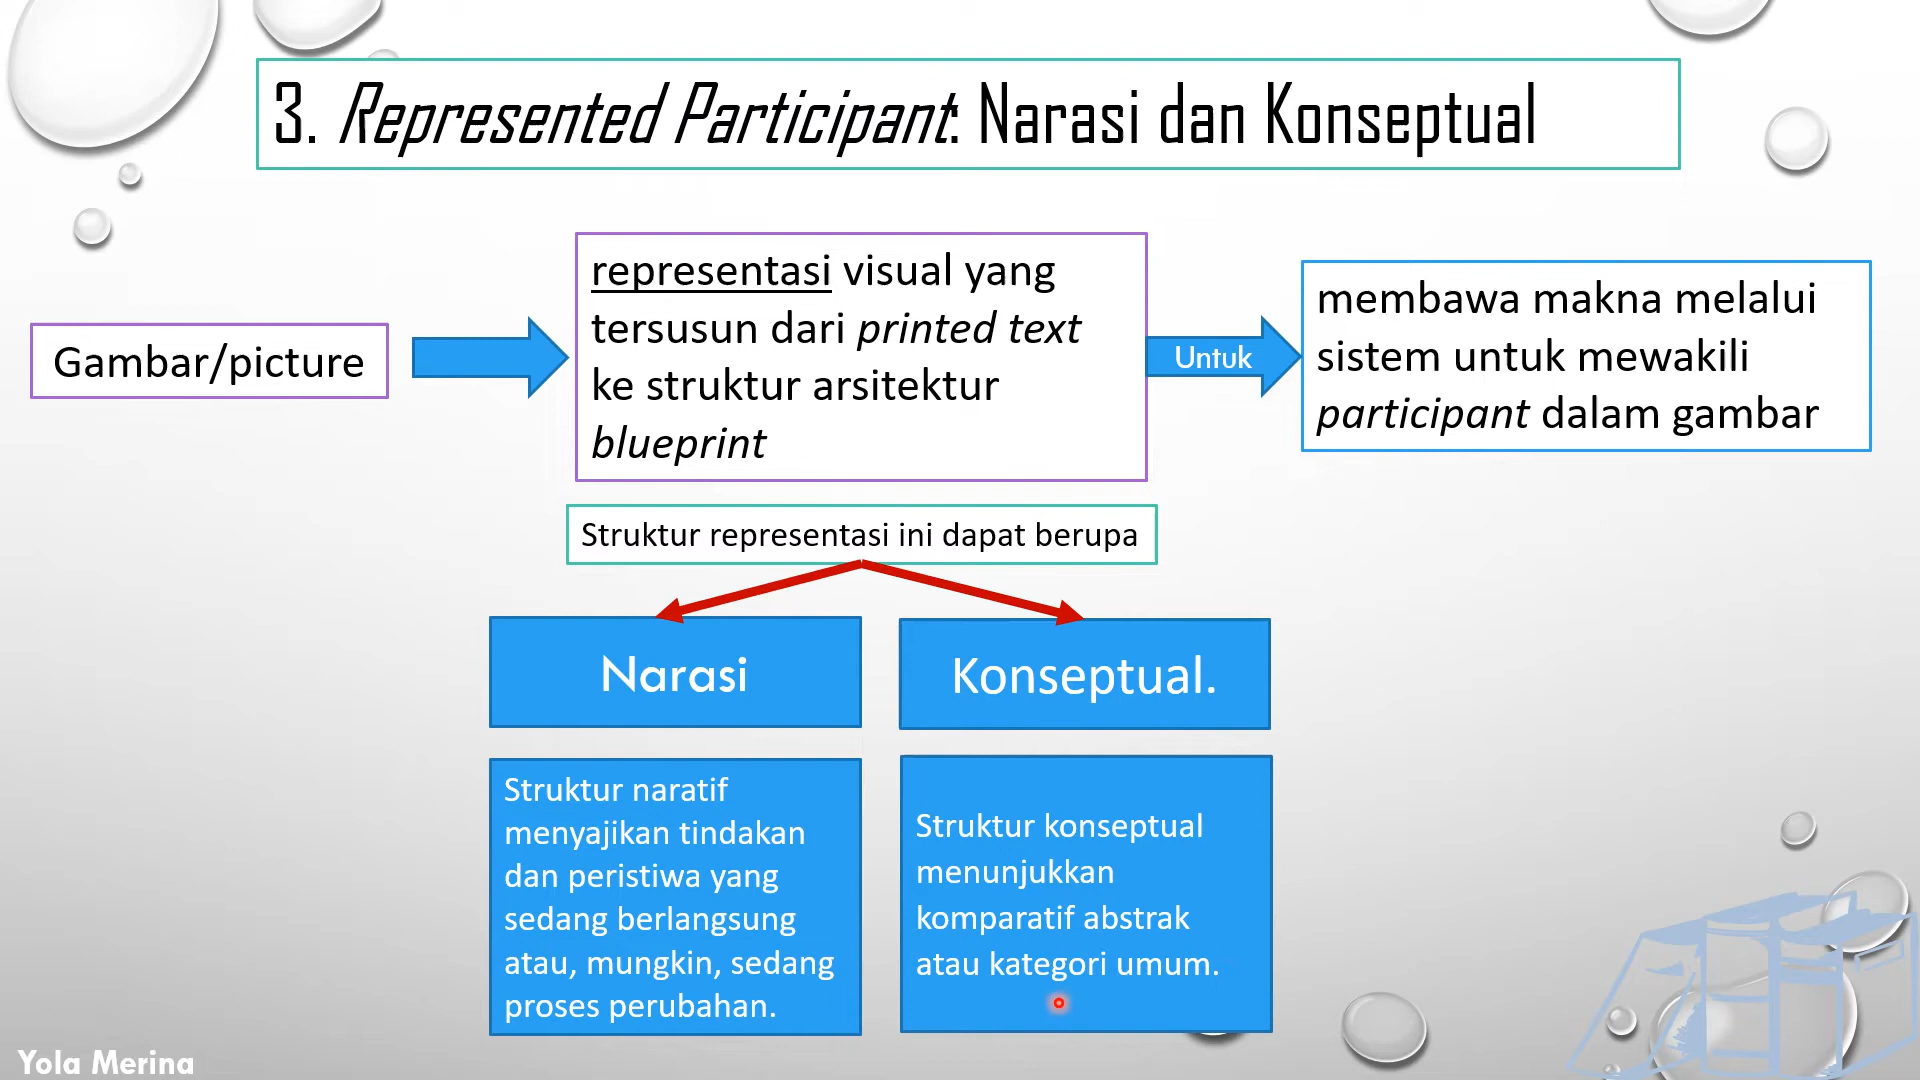 3. Represented Participant: Narasi dan Konseptual
Gambar/picture
representasi visual yang
tersusun dari printed text
ke struktur arsitektur
blueprint
Untuk
membawa makna melalui
sistem untuk mewakili
participant dalam gambar
Struktur representasi ini dapat berupa
Narasi
Konseptual.
Struktur naratif
menyajikan tindakan
dan peristiwa yang
sedang berlangsung
atau, mungkin, sedang
proses perubahan.
Struktur konseptual
menunjukkan
komparatif abstrak
atau kategori umum.
Yola Merina